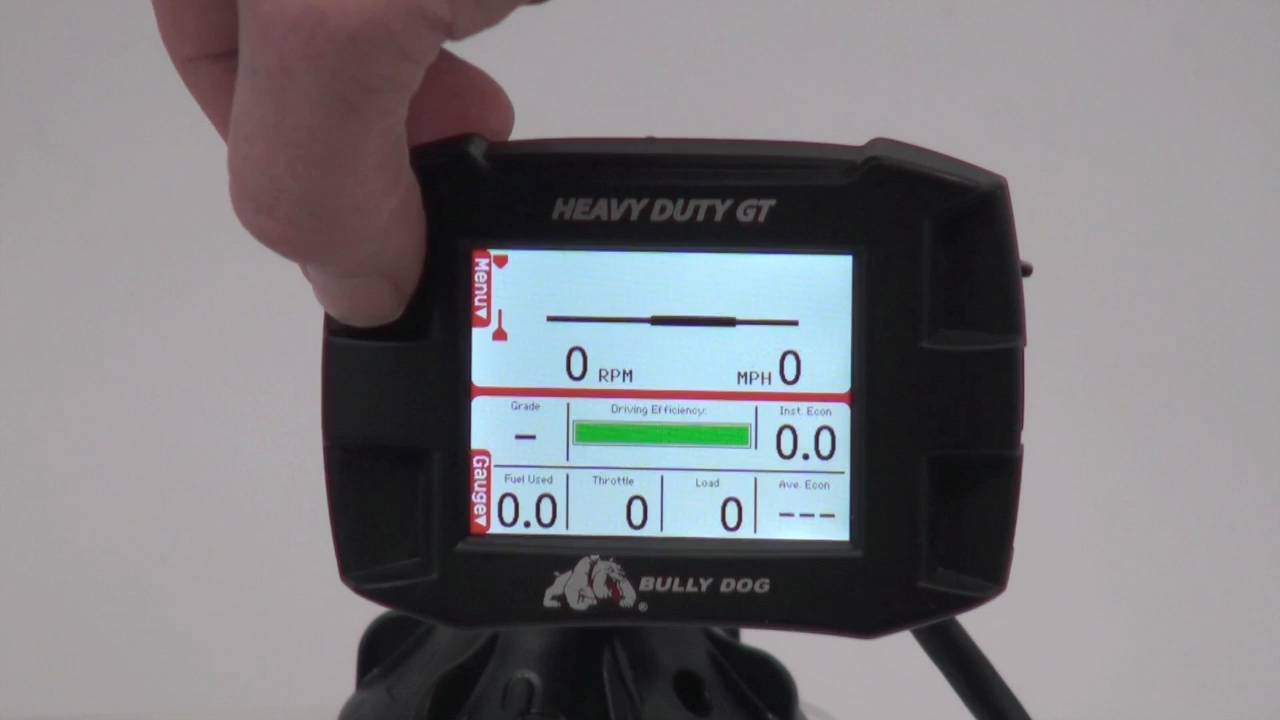 HEAVY DUTY GT
Menu▼
0 RPM MPH 0
Grade Driving Efficiency: Inst. Econ
– 0.0
Gauge▼
Fuel Used Throttle Load Ave. Econ
0.0 0 0 ---
BULLY DOG ®